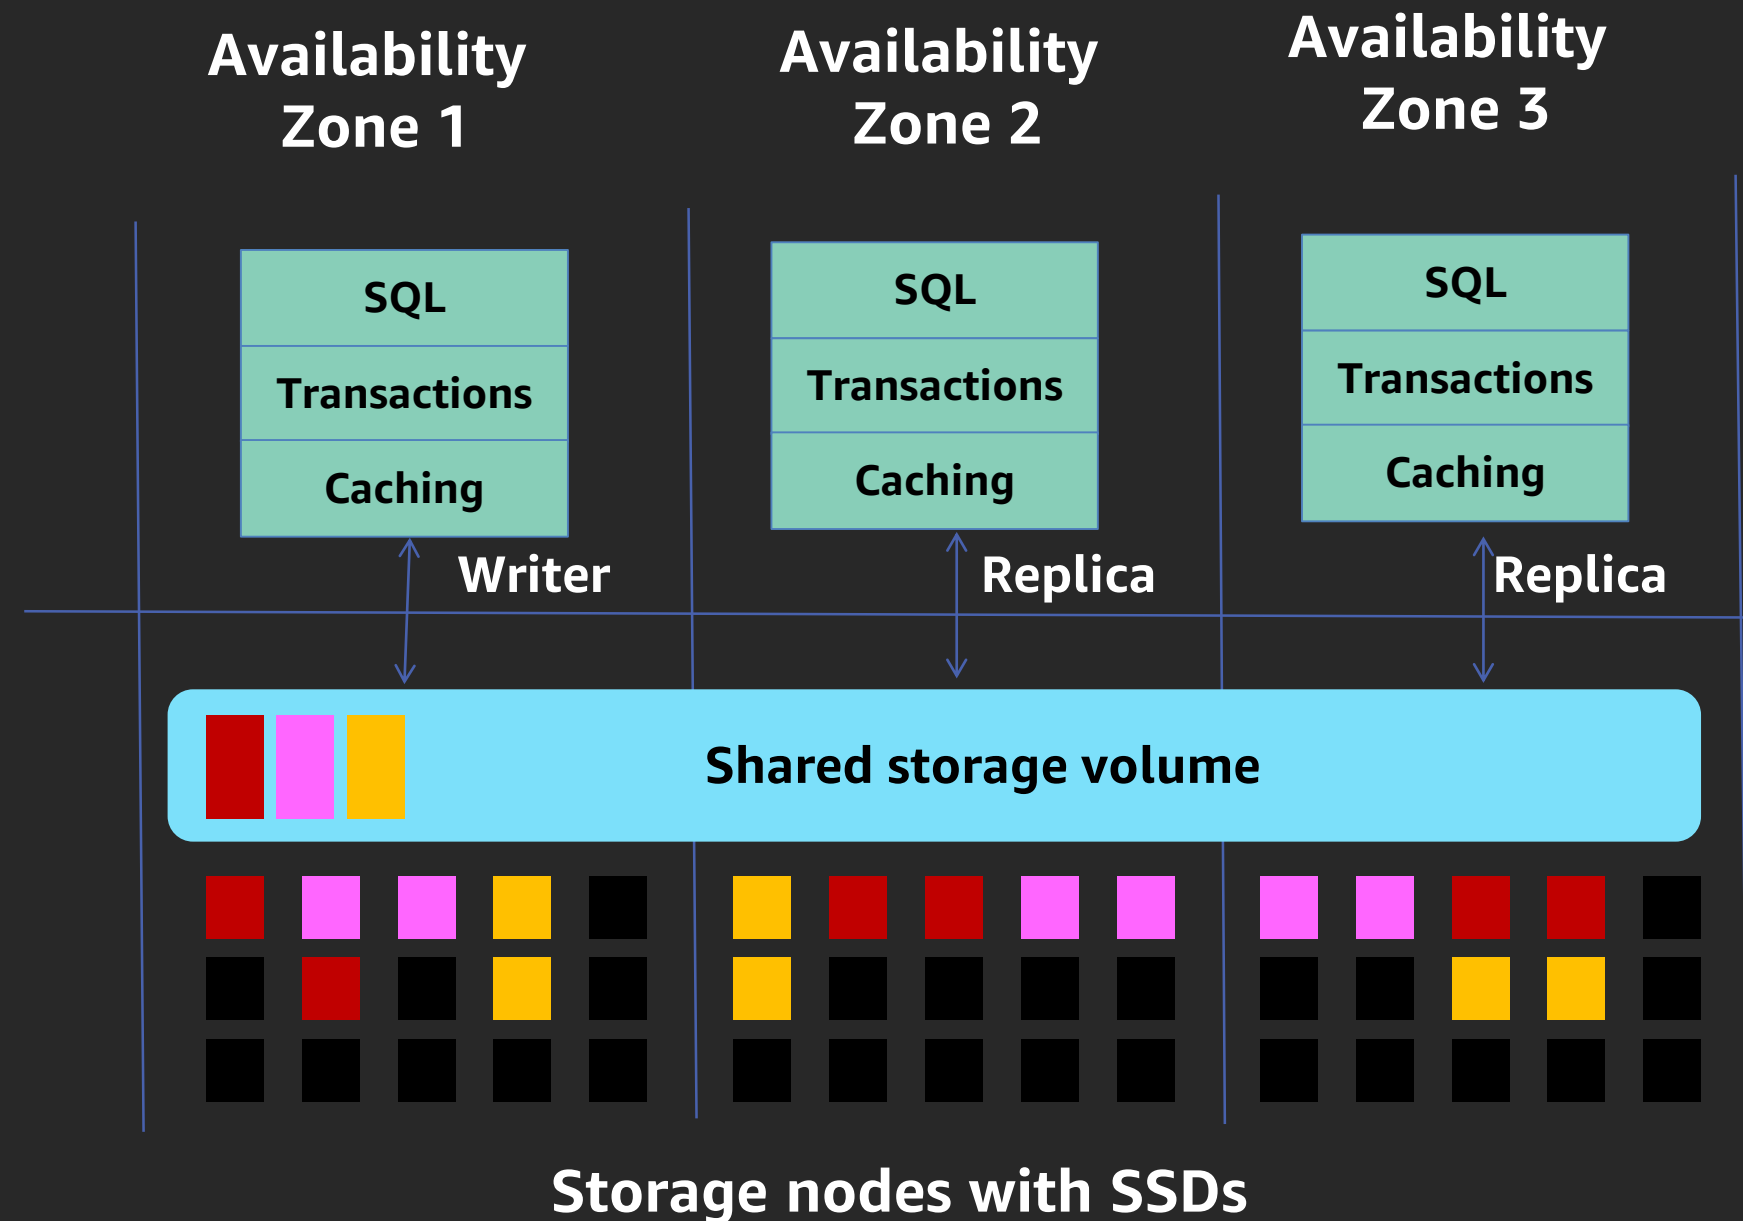 Availability
Zone 1
Availability
Zone 2
Availability
Zone 3
SQL
Transactions
Caching
SQL
Transactions
Caching
SQL
Transactions
Caching
Writer
Replica
Replica
Shared storage volume
Storage nodes with SSDs